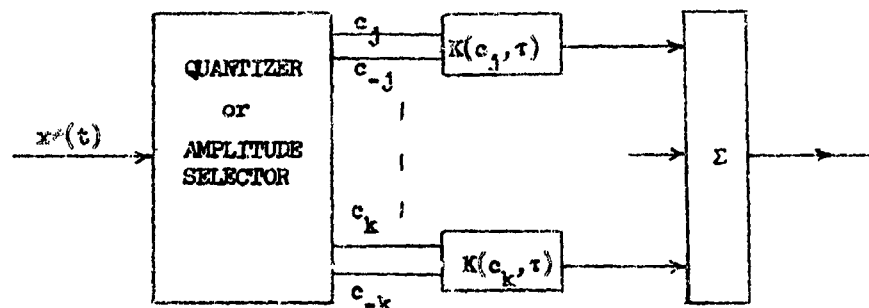 c_j
K(c_j, τ)
c_{-j}
QUANTIZER
or
AMPLITUDE
SELECTOR
x*(t)
Σ
c_k
K(c_k, τ)
c_{-k}